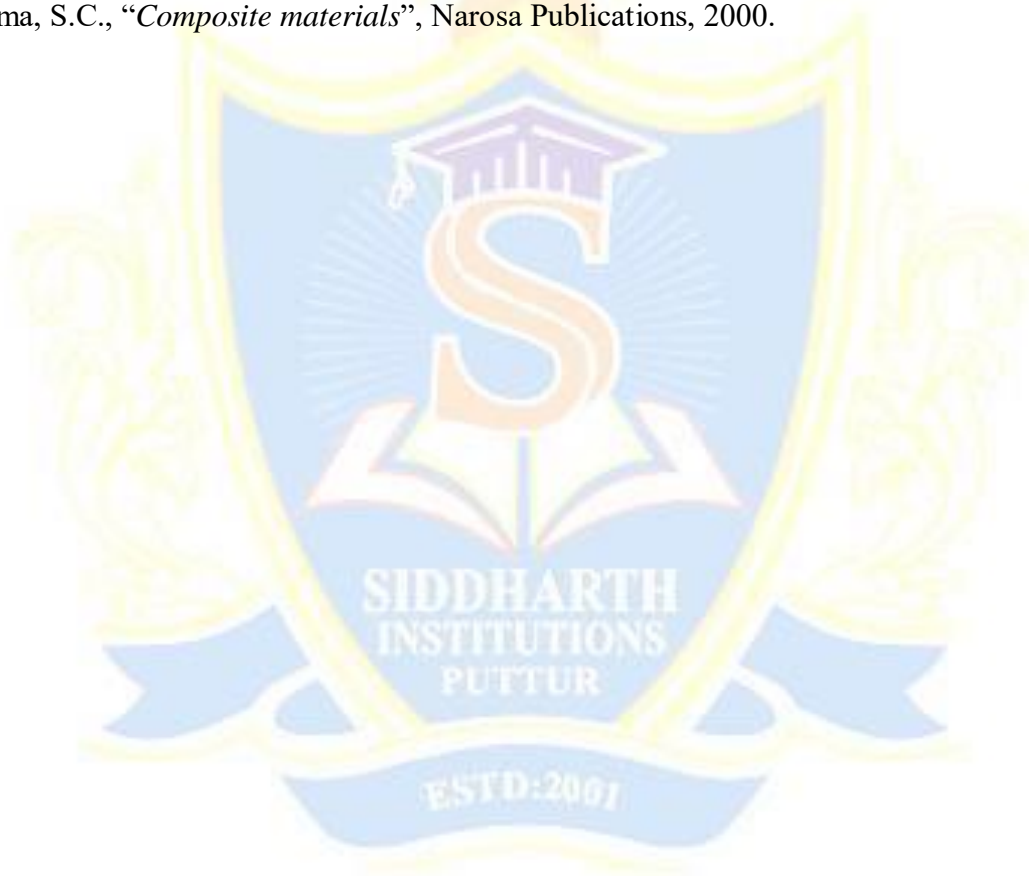 ma, S.C., “Composite materials”, Narosa Publications, 2000.
S
SIDDHARTH
INSTITUTIONS
PUTTUR
ESTD:2001